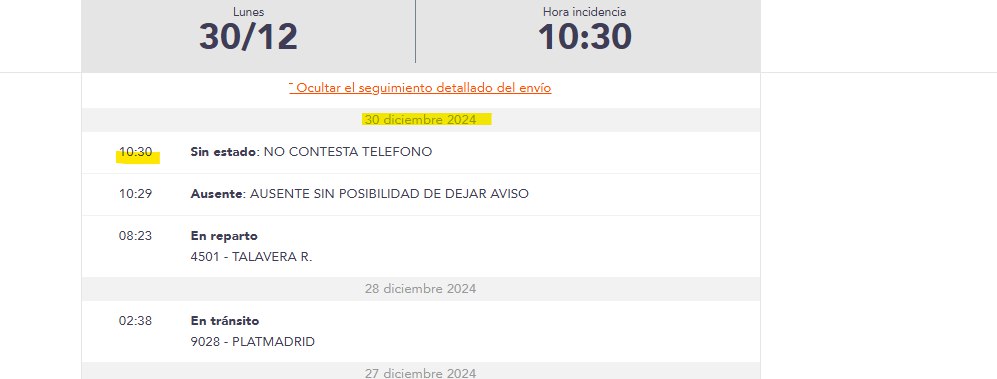 Lunes
30/12
Hora incidencia
10:30
Ocultar el seguimiento detallado del envío
30 diciembre 2024
10:30 Sin estado: NO CONTESTA TELEFONO
10:29 Ausente: AUSENTE SIN POSIBILIDAD DE DEJAR AVISO
08:23 En reparto
4501 - TALAVERA R.
28 diciembre 2024
02:38 En tránsito
9028 - PLATMADRID
27 diciembre 2024